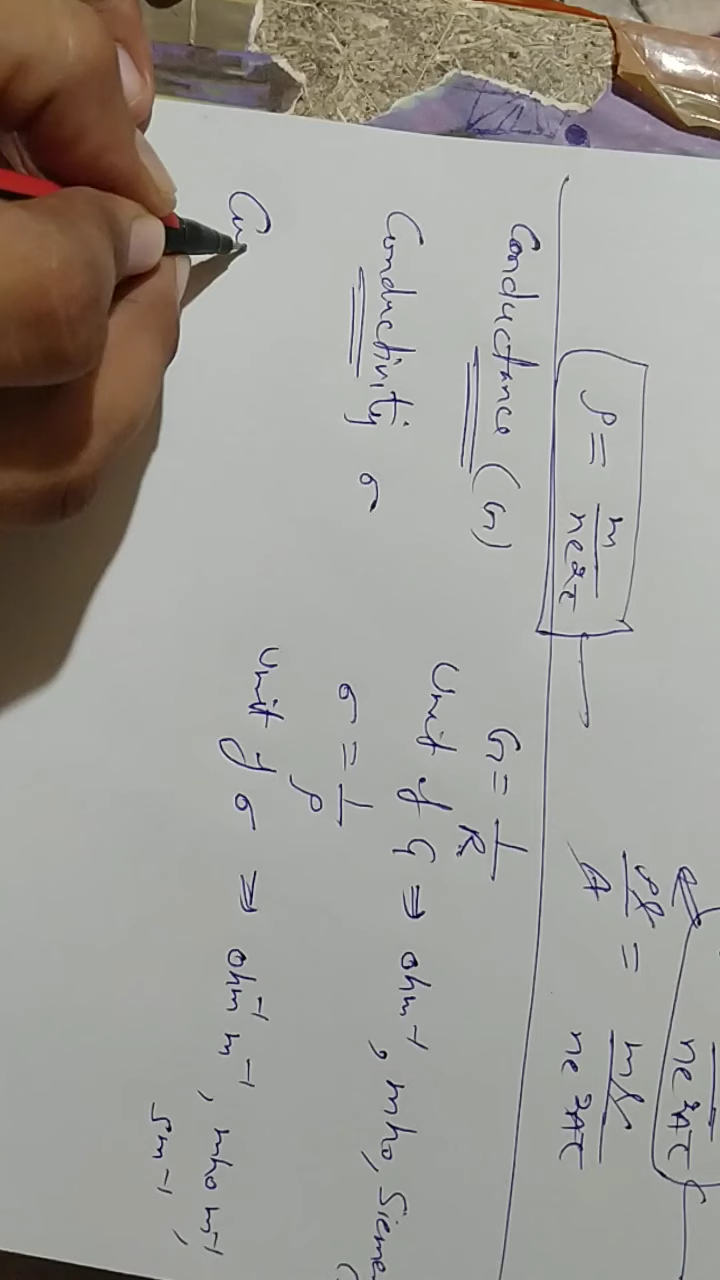 ne²Aτ
ρl/A = ml/ne²Aτ
ρ = m/ne²τ
Conductance (G) G = 1/R
Unit of G ⇒ ohm⁻¹, mho, Sieme
Conductivity σ σ = 1/ρ
Unit of σ ⇒ ohm⁻¹ m⁻¹, mho m⁻¹,
Sm⁻¹,